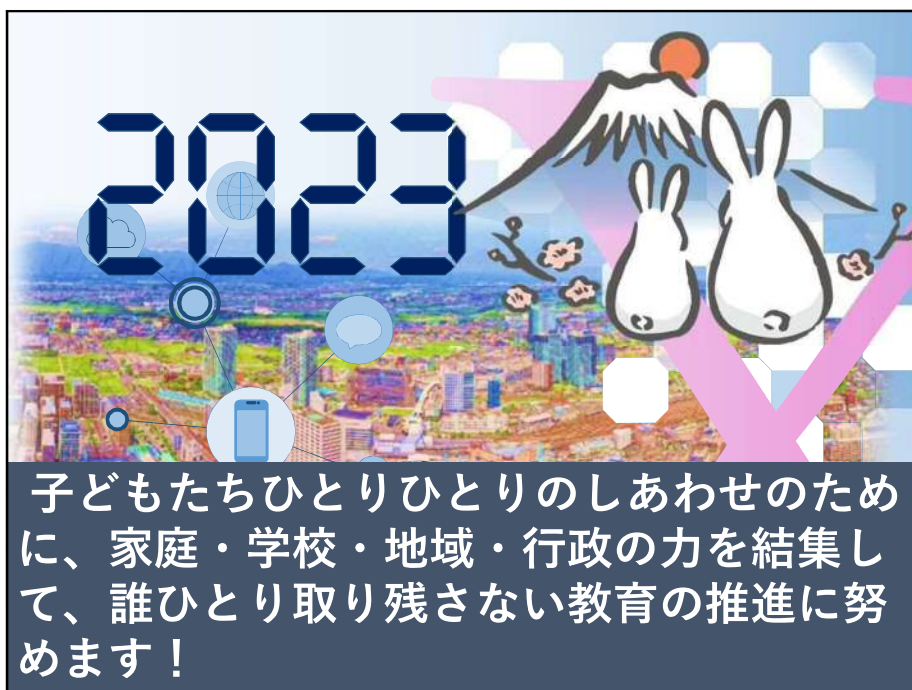 2023
子どもたちひとりひとりのしあわせのため
に、家庭・学校・地域・行政の力を結集し
て、誰ひとり取り残さない教育の推進に努
めます！